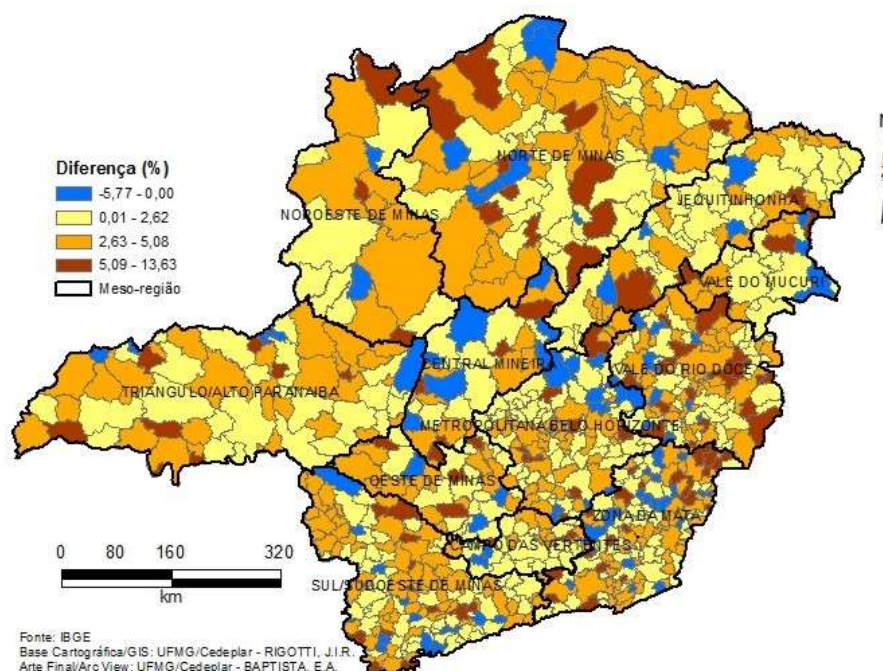 Diferença (%)
-5,77 - 0,00
0,01 - 2,62
2,63 - 5,08
5,09 - 13,63
Meso-região
NORTE DE MINAS
NOROESTE DE MINAS
JEQUITINHONHA
VALE DO MUCURI
CENTRAL MINEIRA
VALE DO RIO DOCE
TRIANGULO/ALTO PARANAIBA
METROPOLITANA BELO HORIZONTE
OESTE DE MINAS
ZONA DA MATA
CAMPO DAS VERTENTES
SUL/SUDOESTE DE MINAS
0 80 160 320
km
Fonte: IBGE
Base Cartográfica/GIS: UFMG/Cedeplar - RIGOTTI, J.I.R.
Arte Final/Arc View: UFMG/Cedeplar - BAPTISTA, E.A.